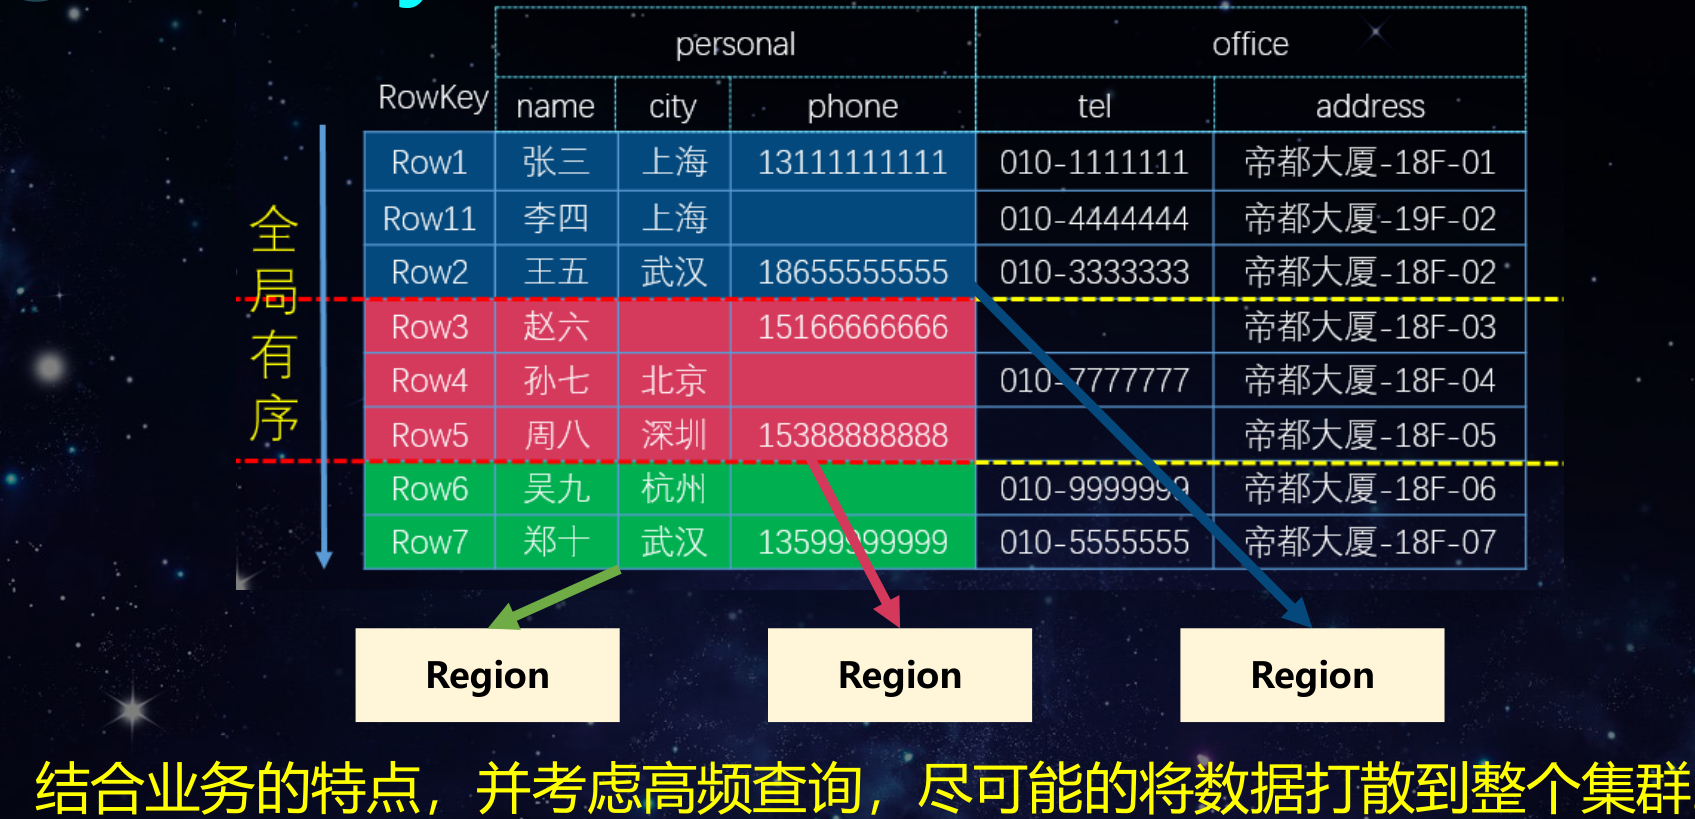 personal office
RowKey name city phone tel address
Row1 张三 上海 13111111111 010-1111111 帝都大厦-18F-01
Row11 李四 上海 010-4444444 帝都大厦-19F-02
Row2 王五 武汉 18655555555 010-3333333 帝都大厦-18F-02
Row3 赵六 15166666666 帝都大厦-18F-03
Row4 孙七 北京 010-7777777 帝都大厦-18F-04
Row5 周八 深圳 15388888888 帝都大厦-18F-05
Row6 吴九 杭州 010-9999999 帝都大厦-18F-06
Row7 郑十 武汉 13599999999 010-5555555 帝都大厦-18F-07
全局有序
Region Region Region
结合业务的特点，并考虑高频查询，尽可能的将数据打散到整个集群